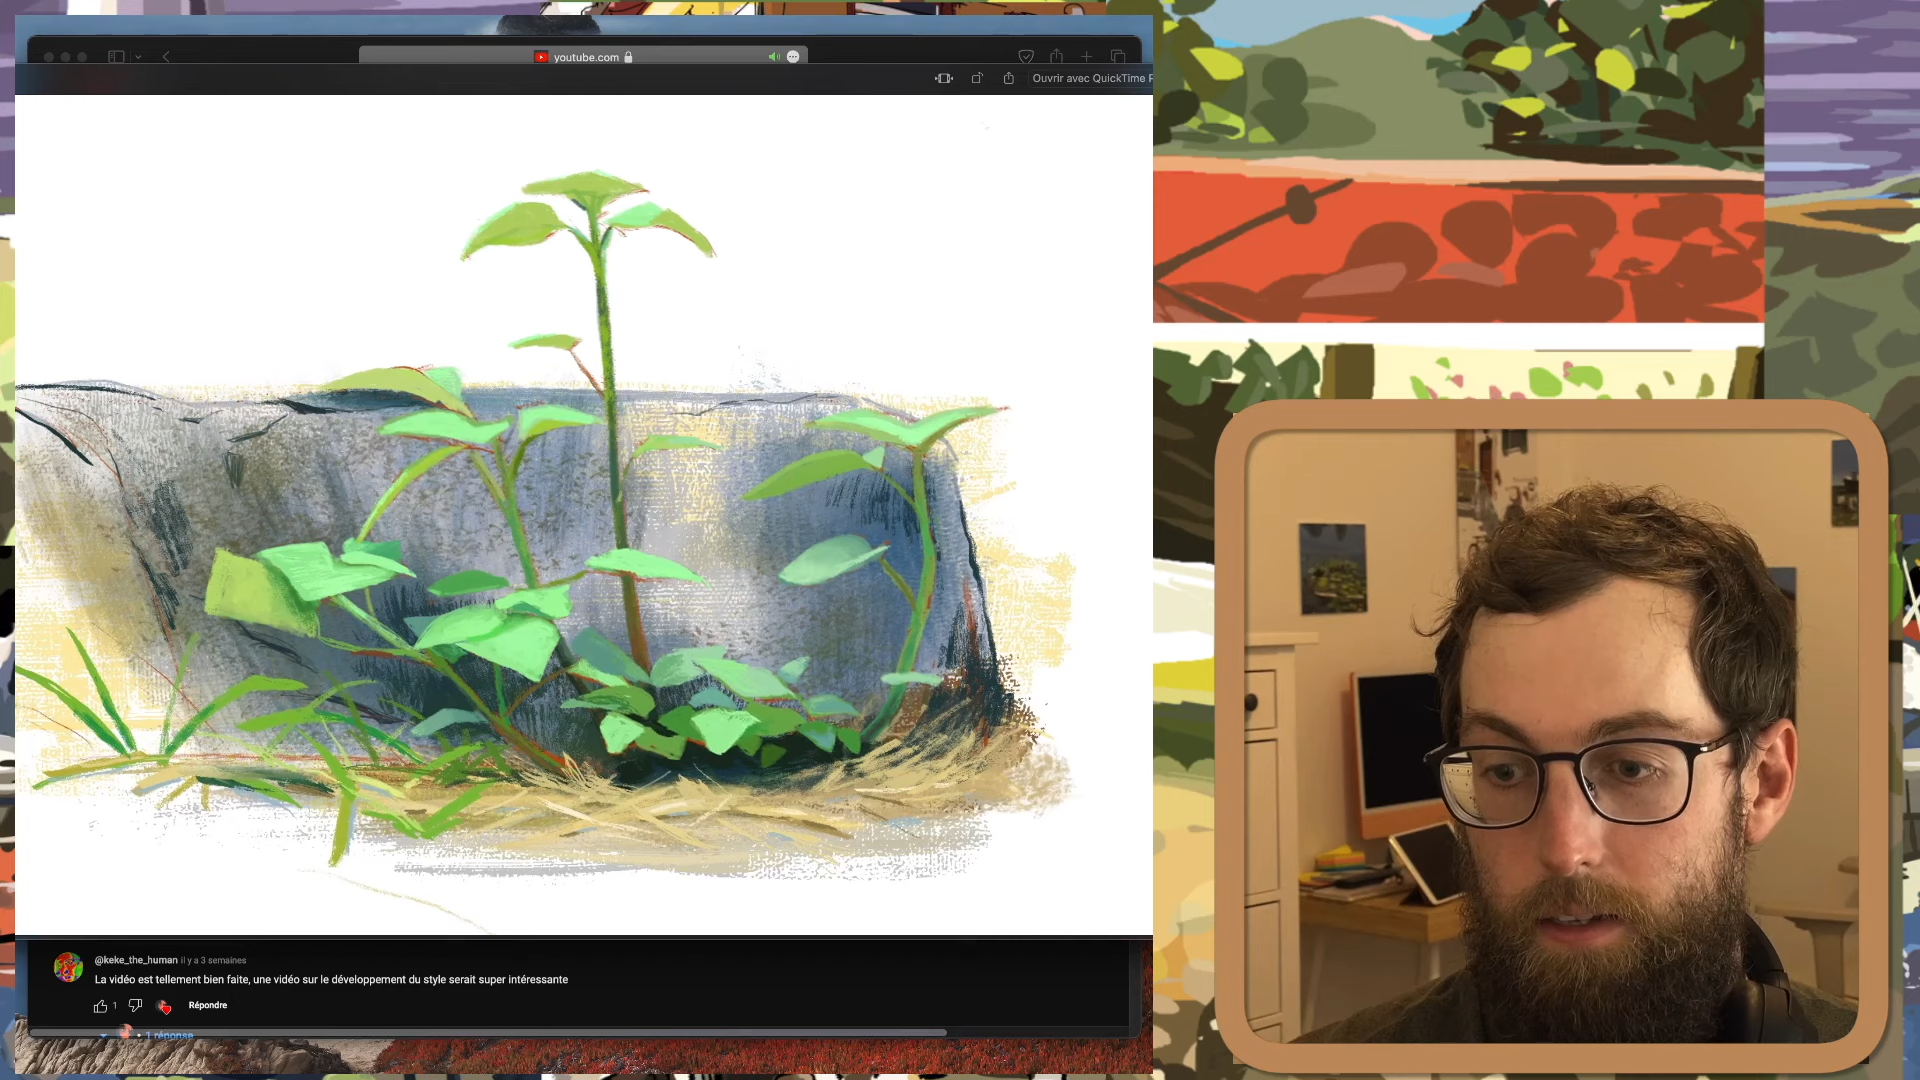 youtube.com
Ouvrir avec QuickTime P
@keke_the_human il y a 3 semaines
La vidéo est tellement bien faite, une vidéo sur le développement du style serait super intéressante
1
Répondre
1 réponse